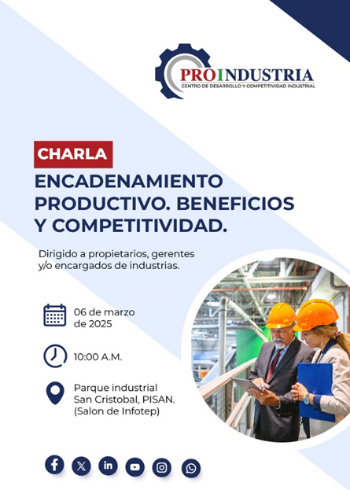 PROINDUSTRIA
CENTRO DE DESARROLLO Y COMPETITIVIDAD INDUSTRIAL
CHARLA
ENCADENAMIENTO
PRODUCTIVO. BENEFICIOS
Y COMPETITIVIDAD.
Dirigido a propietarios, gerentes
y/o encargados de industrias.
06 de marzo
de 2025
10:00 A.M.
Parque industrial
San Cristobal, PISAN.
(Salon de Infotep)